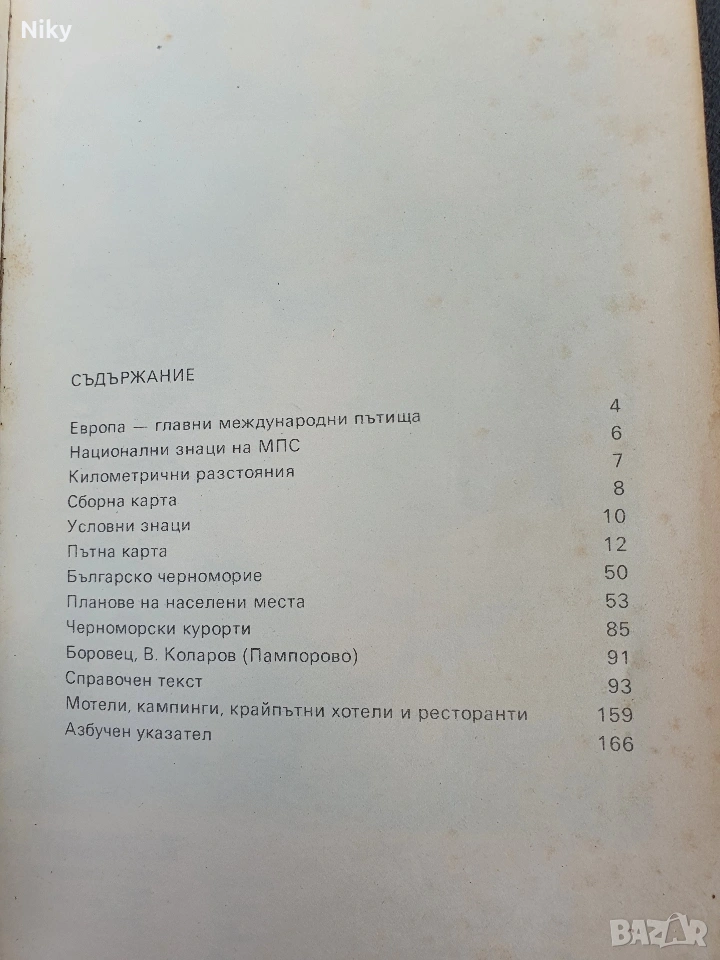 Niky
СЪДЪРЖАНИЕ
Европа — главни международни пътища 4
Национални знаци на МПС 6
Километрични разстояния 7
Сборна карта 8
Условни знаци 10
Пътна карта 12
Българско черноморие 50
Планове на населени места 53
Черноморски курорти 85
Боровец, В. Коларов (Пампорово) 91
Справочен текст 93
Мотели, кампинги, крайпътни хотели и ресторанти 159
Азбучен указател 166
BAZAR